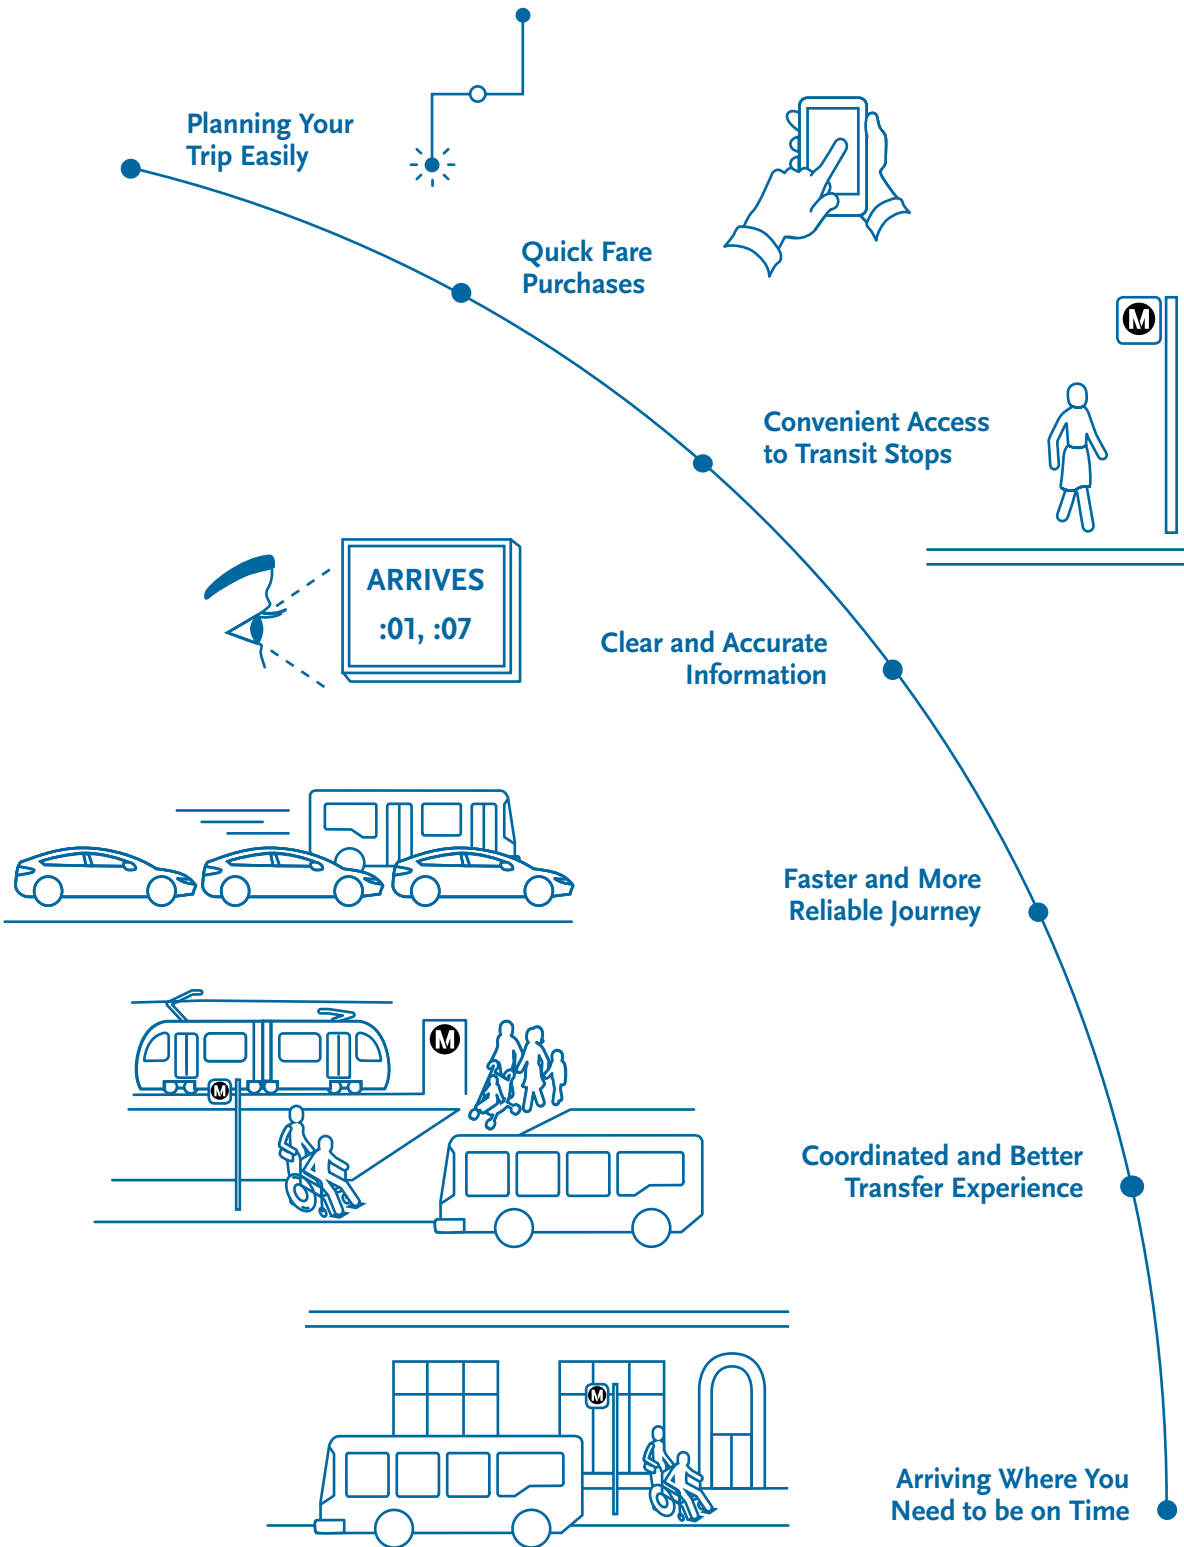 Planning Your
Trip Easily
Quick Fare
Purchases
M
Convenient Access
to Transit Stops
ARRIVES
:01, :07
Clear and Accurate
Information
Faster and More
Reliable Journey
M
M
Coordinated and Better
Transfer Experience
M
Arriving Where You
Need to be on Time